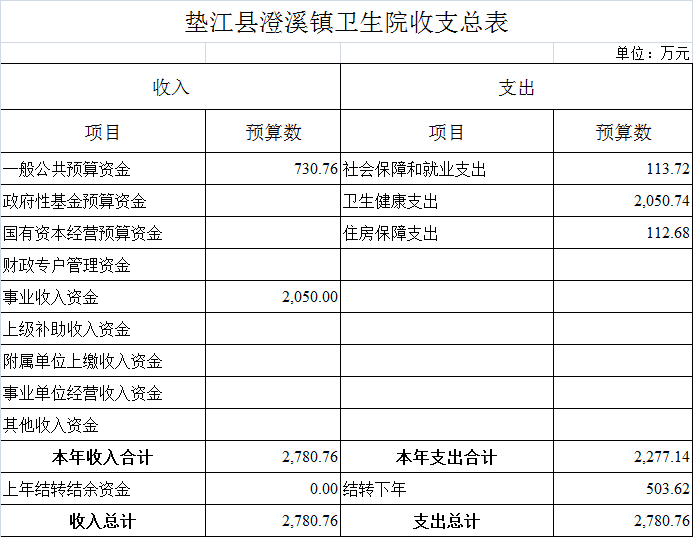 垫江县澄溪镇卫生院收支总表
单位：万元
收入 支出
项目 预算数 项目 预算数
一般公共预算资金 730.76 社会保障和就业支出 113.72
政府性基金预算资金 卫生健康支出 2,050.74
国有资本经营预算资金 住房保障支出 112.68
财政专户管理资金
事业收入资金 2,050.00
上级补助收入资金
附属单位上缴收入资金
事业单位经营收入资金
其他收入资金
本年收入合计 2,780.76 本年支出合计 2,277.14
上年结转结余资金 0.00 结转下年 503.62
收入总计 2,780.76 支出总计 2,780.76